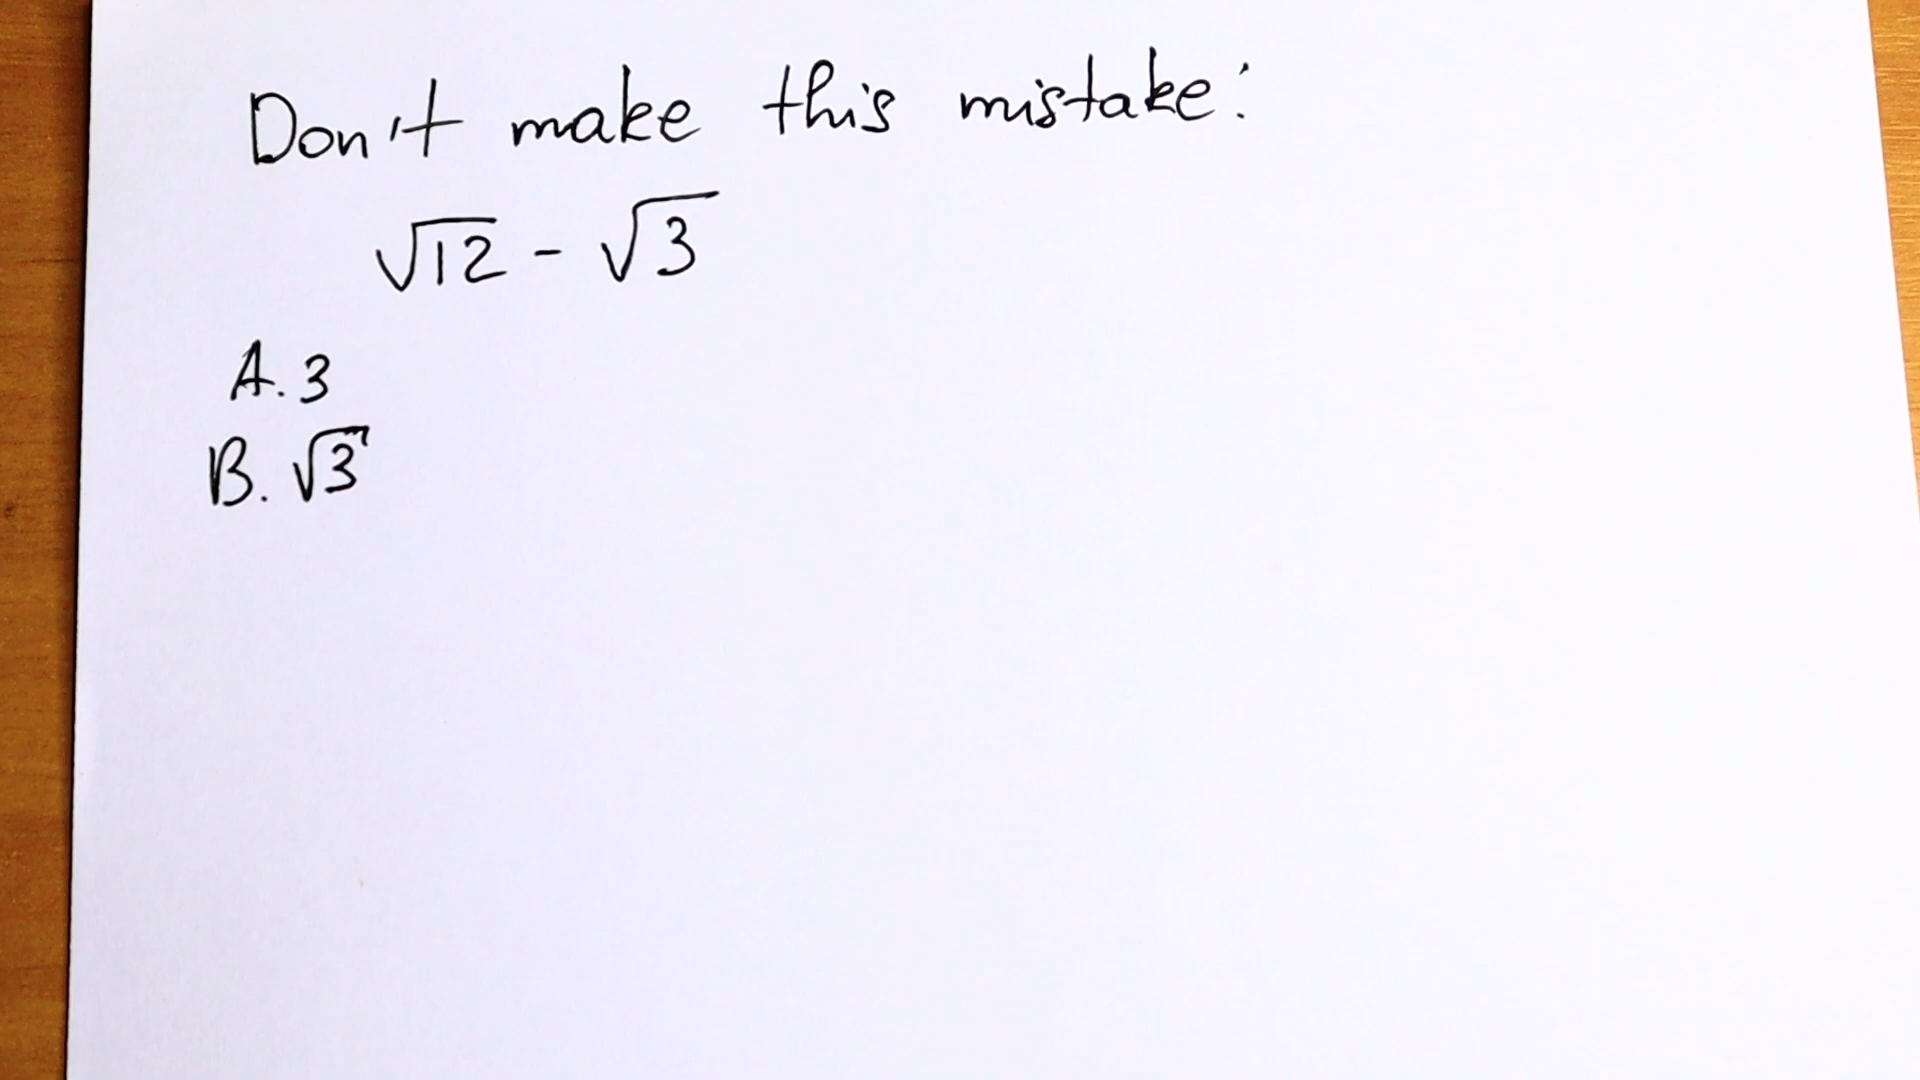 Don't make this mistake:
√12 - √3
A. 3
B. √3